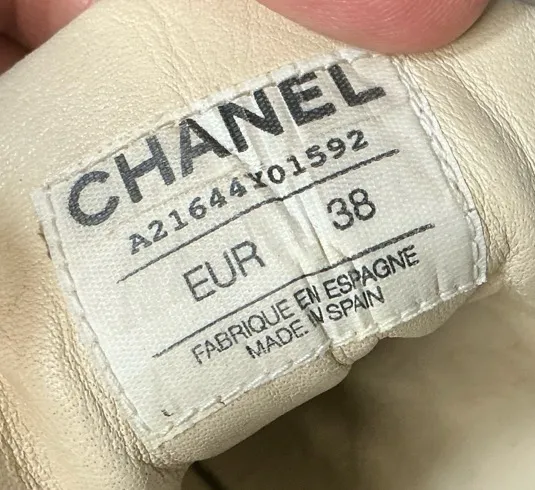 CHANEL
A21644Y01592
EUR 38
FABRIQUE EN ESPAGNE
MADE IN SPAIN